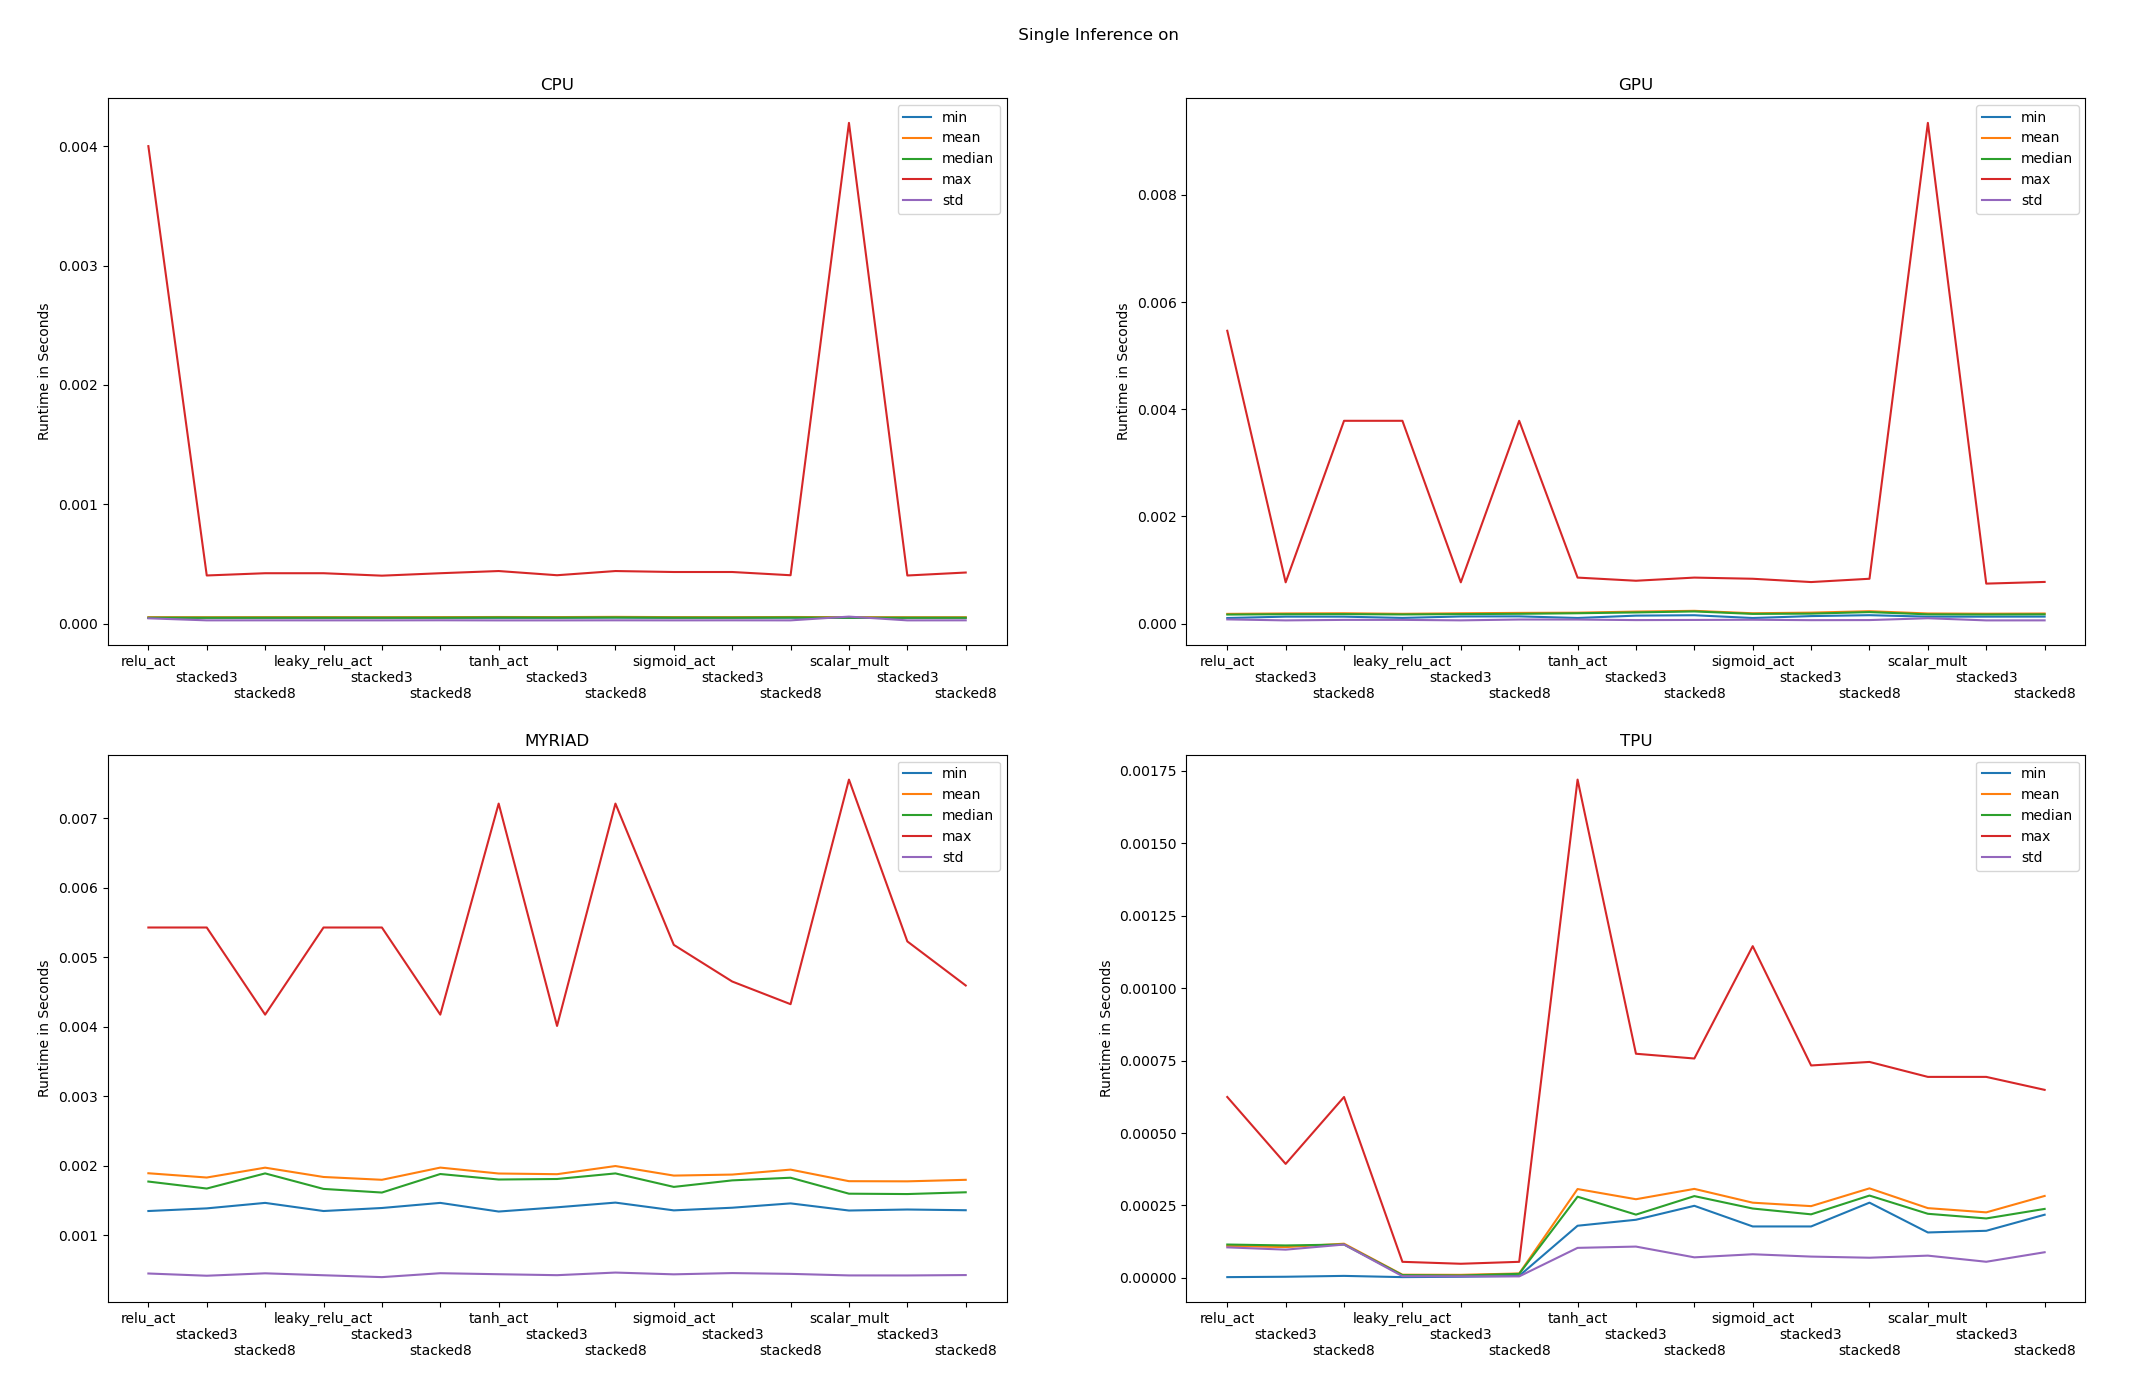 Single Inference on
CPU
Runtime in Seconds
0.004
0.003
0.002
0.001
0.000
min
mean
median
max
std
relu_act leaky_relu_act tanh_act sigmoid_act scalar_mult
stacked3 stacked3 stacked3 stacked3 stacked3
stacked8 stacked8 stacked8 stacked8 stacked8
GPU
Runtime in Seconds
0.008
0.006
0.004
0.002
0.000
min
mean
median
max
std
relu_act leaky_relu_act tanh_act sigmoid_act scalar_mult
stacked3 stacked3 stacked3 stacked3 stacked3
stacked8 stacked8 stacked8 stacked8 stacked8
MYRIAD
Runtime in Seconds
0.007
0.006
0.005
0.004
0.003
0.002
0.001
min
mean
median
max
std
relu_act leaky_relu_act tanh_act sigmoid_act scalar_mult
stacked3 stacked3 stacked3 stacked3 stacked3
stacked8 stacked8 stacked8 stacked8 stacked8
TPU
Runtime in Seconds
0.00175
0.00150
0.00125
0.00100
0.00075
0.00050
0.00025
0.00000
min
mean
median
max
std
relu_act leaky_relu_act tanh_act sigmoid_act scalar_mult
stacked3 stacked3 stacked3 stacked3 stacked3
stacked8 stacked8 stacked8 stacked8 stacked8